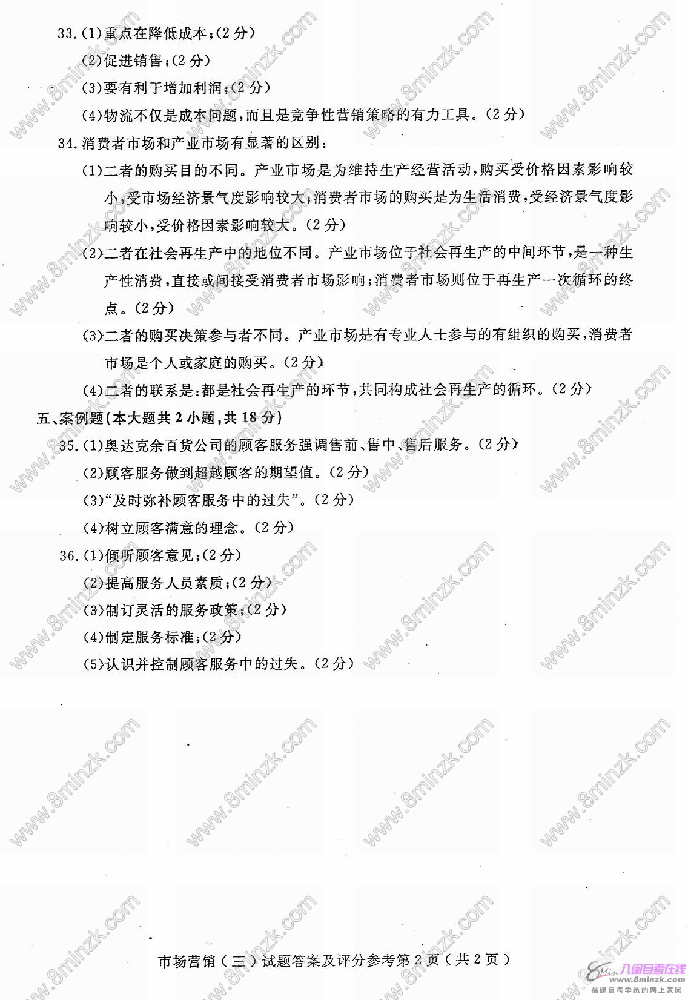 33.(1)重点在降低成本;(2分)
(2)促进销售;(2分)
(3)要有利于增加利润;(2分)
(4)物流不仅是成本问题,而且是竞争性营销策略的有力工具。(2分)
34.消费者市场和产业市场有显著的区别:
(1)二者的购买目的不同。产业市场是为维持生产经营活动,购买受价格因素影响较
小,受市场经济景气度影响较大;消费者市场的购买是为生活消费,受经济景气度影
响较小,受价格因素影响较大。(2分)
(2)二者在社会再生产中的地位不同。产业市场位于社会再生产的中间环节,是一种生
产性消费,直接或间接受消费者市场影响;消费者市场则位于再生产一次循环的终
点。(2分)
(3)二者的购买决策参与者不同。产业市场是有专业人士参与的有组织的购买,消费者
市场是个人或家庭的购买。(2分)
(4)二者的联系是:都是社会再生产的环节,共同构成社会再生产的循环。(2分)
五、案例题(本大题共2小题,共18分)
35.(1)奥达克余百货公司的顾客服务强调售前、售中、售后服务。(2分)
(2)顾客服务做到超越顾客的期望值。(2分)
(3)“及时弥补顾客服务中的过失”。(2分)
(4)树立顾客满意的理念。(2分)
36.(1)倾听顾客意见;(2分)
(2)提高服务人员素质;(2分)
(3)制订灵活的服务政策;(2分)
(4)制定服务标准;(2分)
(5)认识并控制顾客服务中的过失。(2分)
市场营销(三)试题答案及评分参考第2页(共2页)
8Min 八闽自考在线
www.8minzk.com
福建自考学员的网上家园
www.8minzk.com